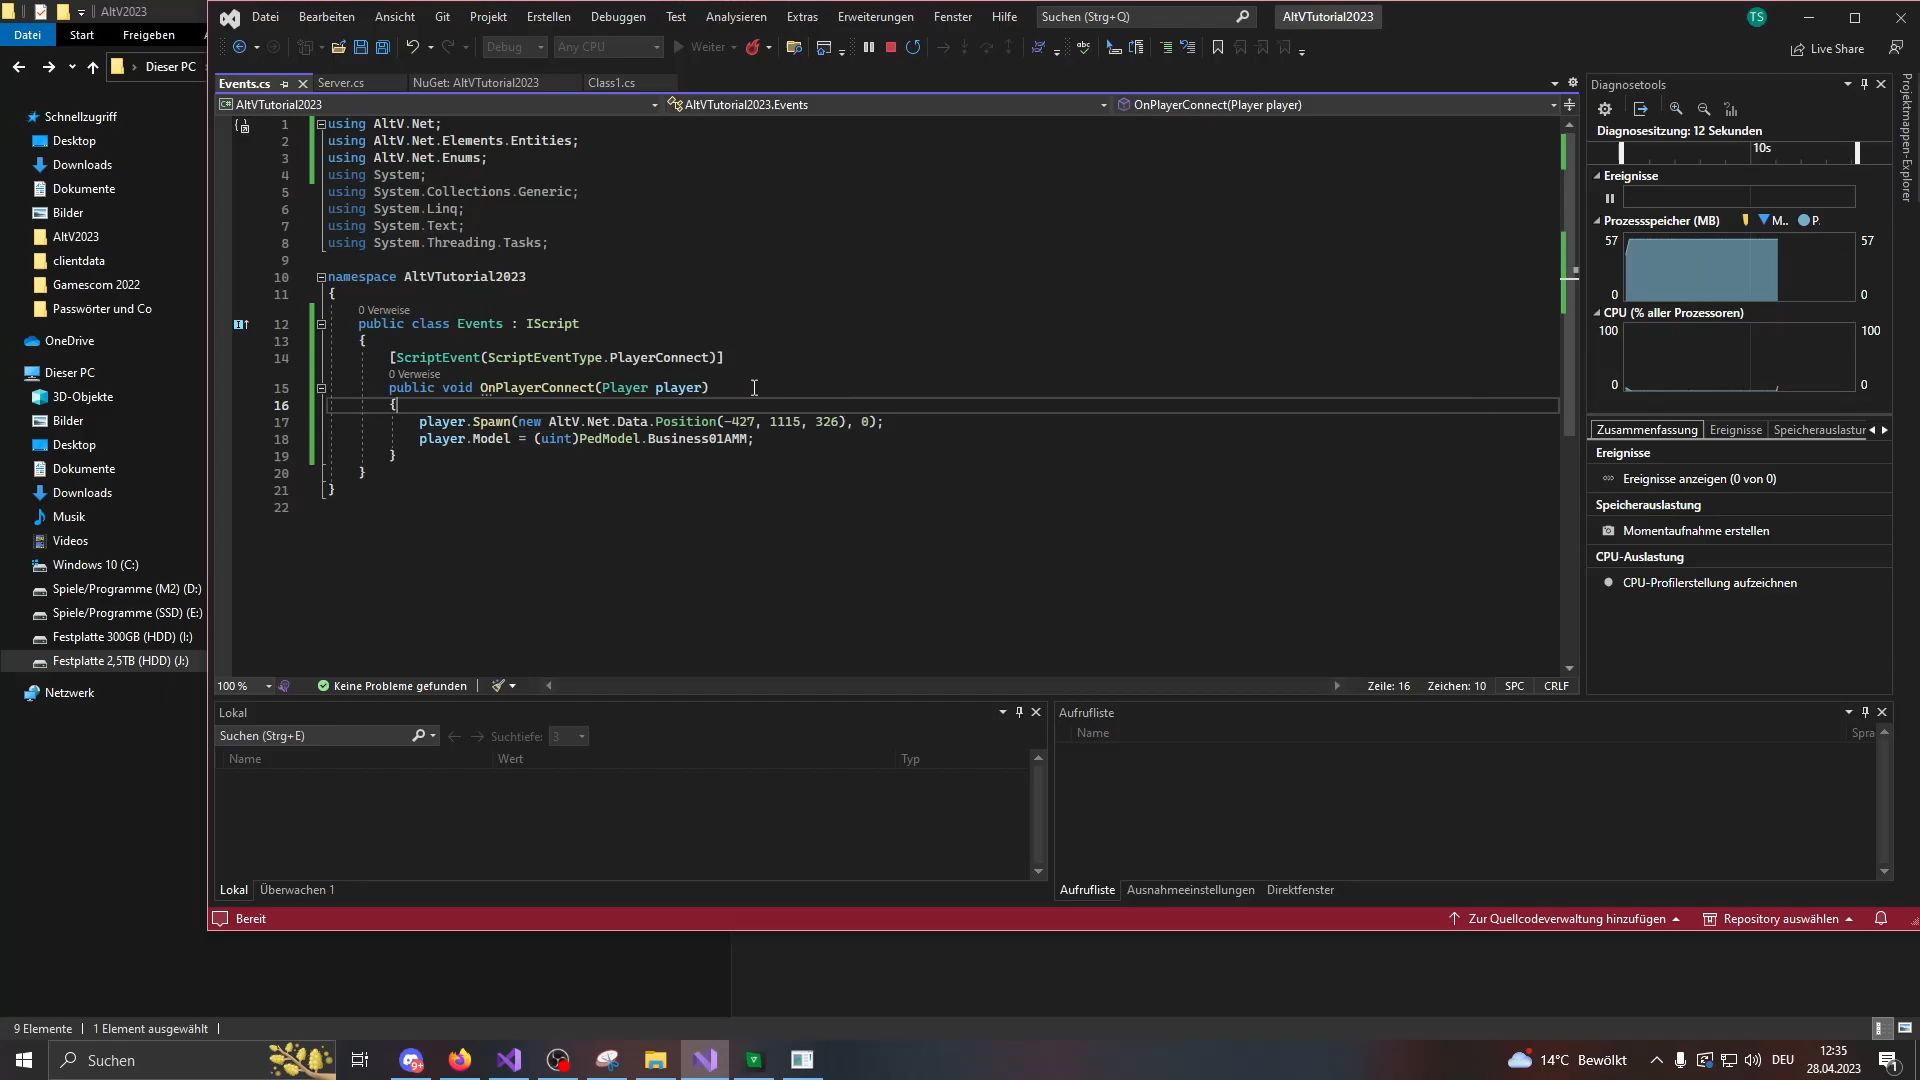 AltV2023
Datei
Start
Freigeben
Dieser PC
Schnellzugriff
Desktop
Downloads
Dokumente
Bilder
AltV2023
clientdata
Gamescom 2022
Passwörter und Co
OneDrive
Dieser PC
3D-Objekte
Bilder
Desktop
Dokumente
Downloads
Musik
Videos
Windows 10 (C:)
Spiele/Programme (M2) (D:)
Spiele/Programme (SSD) (E:)
Festplatte 300GB (HDD) (I:)
Festplatte 2,5TB (HDD) (J:)
Netzwerk
9 Elemente
1 Element ausgewählt
Datei Bearbeiten Ansicht Git Projekt Erstellen Debuggen Test Analysieren Extras Erweiterungen Fenster Hilfe Suchen (Strg+Q) AltVTutorial2023 TS
Debug Any CPU Weiter Live Share
Events.cs Server.cs NuGet: AltVTutorial2023 Class1.cs
AltVTutorial2023 AltVTutorial2023.Events OnPlayerConnect(Player player)
1 using AltV.Net;
2 using AltV.Net.Elements.Entities;
3 using AltV.Net.Enums;
4 using System;
5 using System.Collections.Generic;
6 using System.Linq;
7 using System.Text;
8 using System.Threading.Tasks;
9
10 namespace AltVTutorial2023
11 {
0 Verweise
12 public class Events : IScript
13 {
14 [ScriptEvent(ScriptEventType.PlayerConnect)]
0 Verweise
15 public void OnPlayerConnect(Player player)
16 {
17 player.Spawn(new AltV.Net.Data.Position(-427, 1115, 326), 0);
18 player.Model = (uint)PedModel.Business01AMM;
19 }
20 }
21 }
22
100 % Keine Probleme gefunden Zeile: 16 Zeichen: 10 SPC CRLF
Diagnosetools
Diagnosesitzung: 12 Sekunden
10s
Ereignisse
Prozessspeicher (MB) M.. P.
57 57
0 0
CPU (% aller Prozessoren)
100 100
0 0
Zusammenfassung Ereignisse Speicherauslastur
Ereignisse
Ereignisse anzeigen (0 von 0)
Speicherauslastung
Momentaufnahme erstellen
CPU-Auslastung
CPU-Profilerstellung aufzeichnen
Projektmappen-Explorer
Lokal
Suchen (Strg+E) Suchtiefe: 3
Name Wert Typ
Lokal Überwachen 1
Aufrufliste
Name Spra
Aufrufliste Ausnahmeeinstellungen Direktfenster
Bereit Zur Quellcodeverwaltung hinzufügen Repository auswählen
Suchen
9+
14°C Bewölkt DEU 12:35
28.04.2023
1